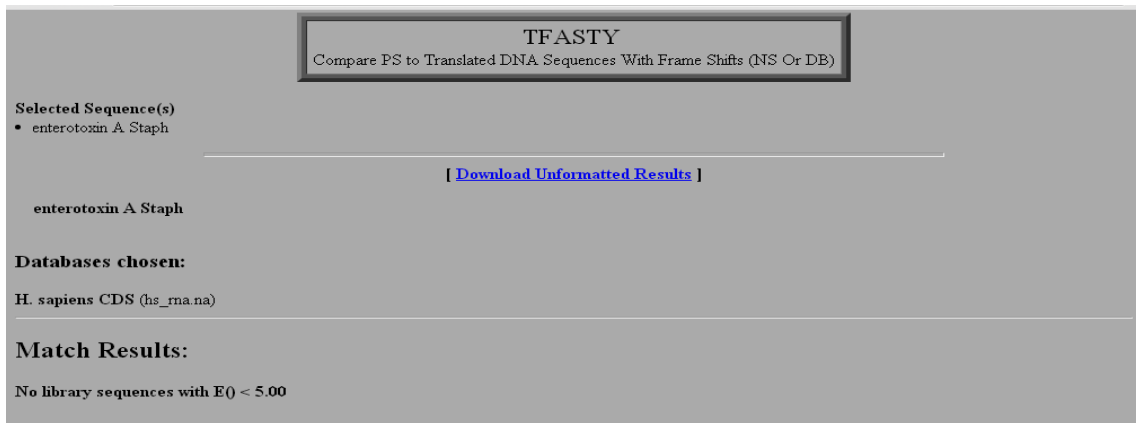 TFASTY
Compare PS to Translated DNA Sequences With Frame Shifts (NS Or DB)
Selected Sequence(s)
• enterotoxin A Staph
[ Download Unformatted Results ]
enterotoxin A Staph
Databases chosen:
H. sapiens CDS (hs_rna.na)
Match Results:
No library sequences with E() < 5.00